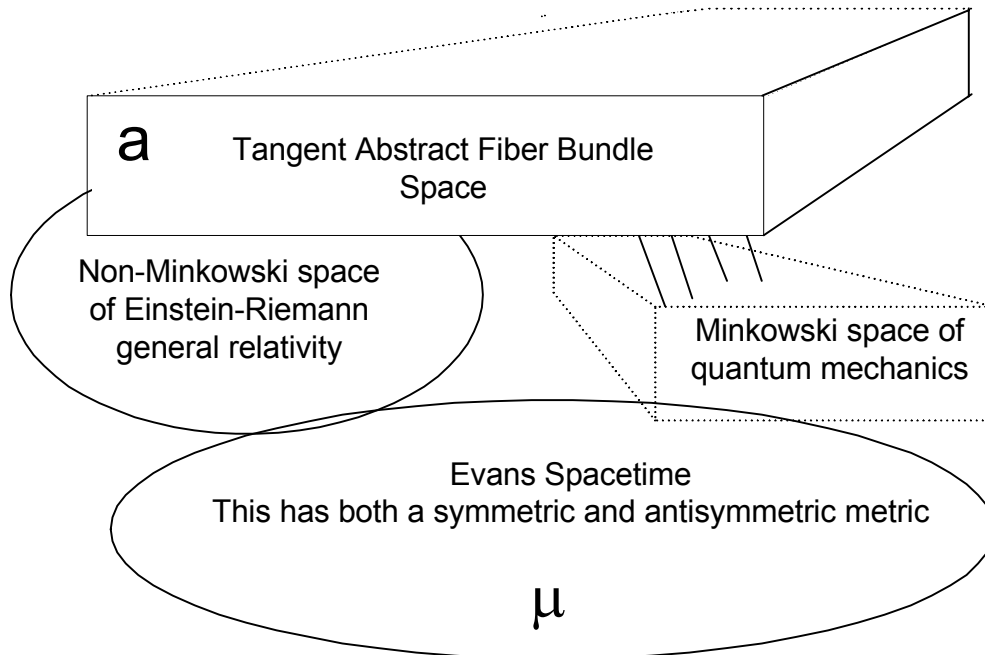 a
Tangent Abstract Fiber Bundle
Space
Non-Minkowski space
of Einstein-Riemann
general relativity
Minkowski space of
quantum mechanics
Evans Spacetime
This has both a symmetric and antisymmetric metric
μ